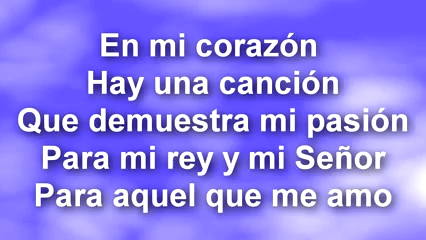 En mi corazón
Hay una canción
Que demuestra mi pasión
Para mi rey y mi Señor
Para aquel que me amo